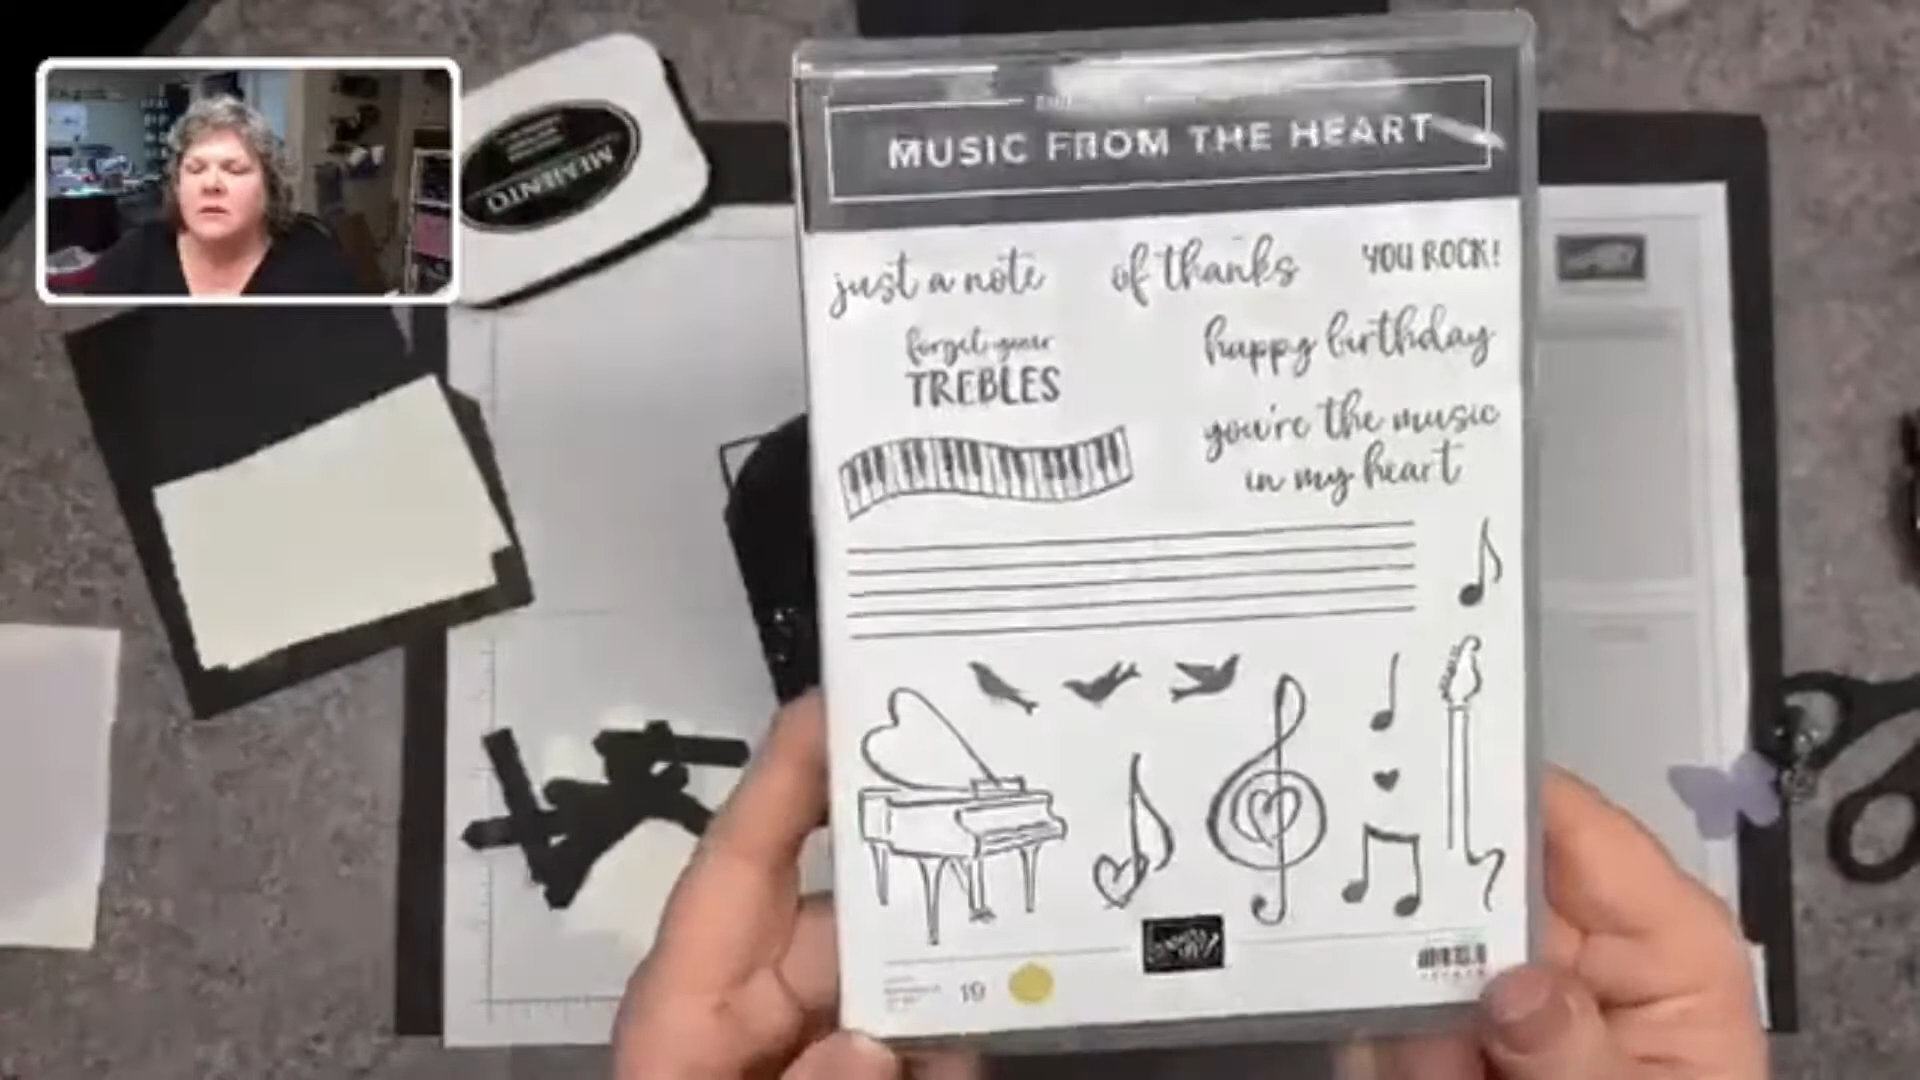 MEMENTO
MUSIC FROM THE HEART
just a note
of thanks
YOU ROCK!
forget your
TREBLES
happy birthday
you're the music
in my heart
19